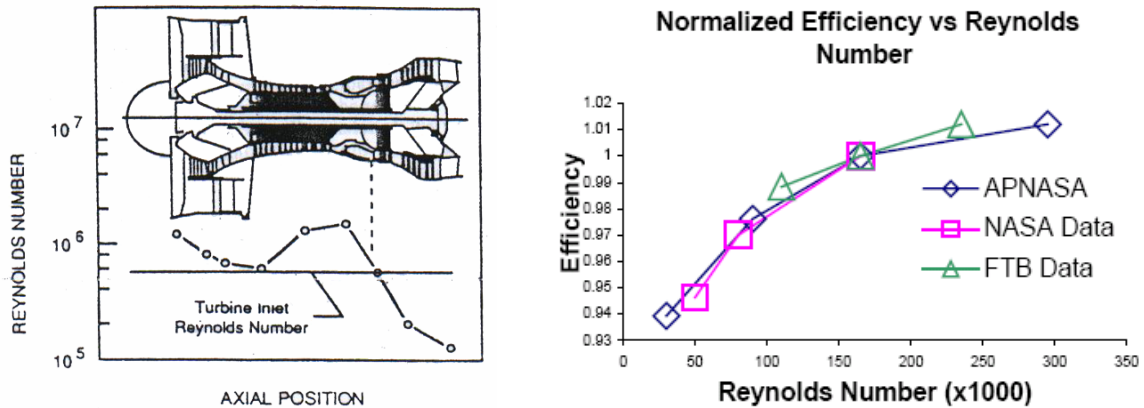 REYNOLDS NUMBER
10⁷
10⁶
10⁵
Turbine Inlet
Reynolds Number
AXIAL POSITION
Normalized Efficiency vs Reynolds
Number
Efficiency
1.02
1.01
1
0.99
0.98
0.97
0.96
0.95
0.94
0.93
0
50
100
150
200
250
300
350
Reynolds Number (x1000)
APNASA
NASA Data
FTB Data